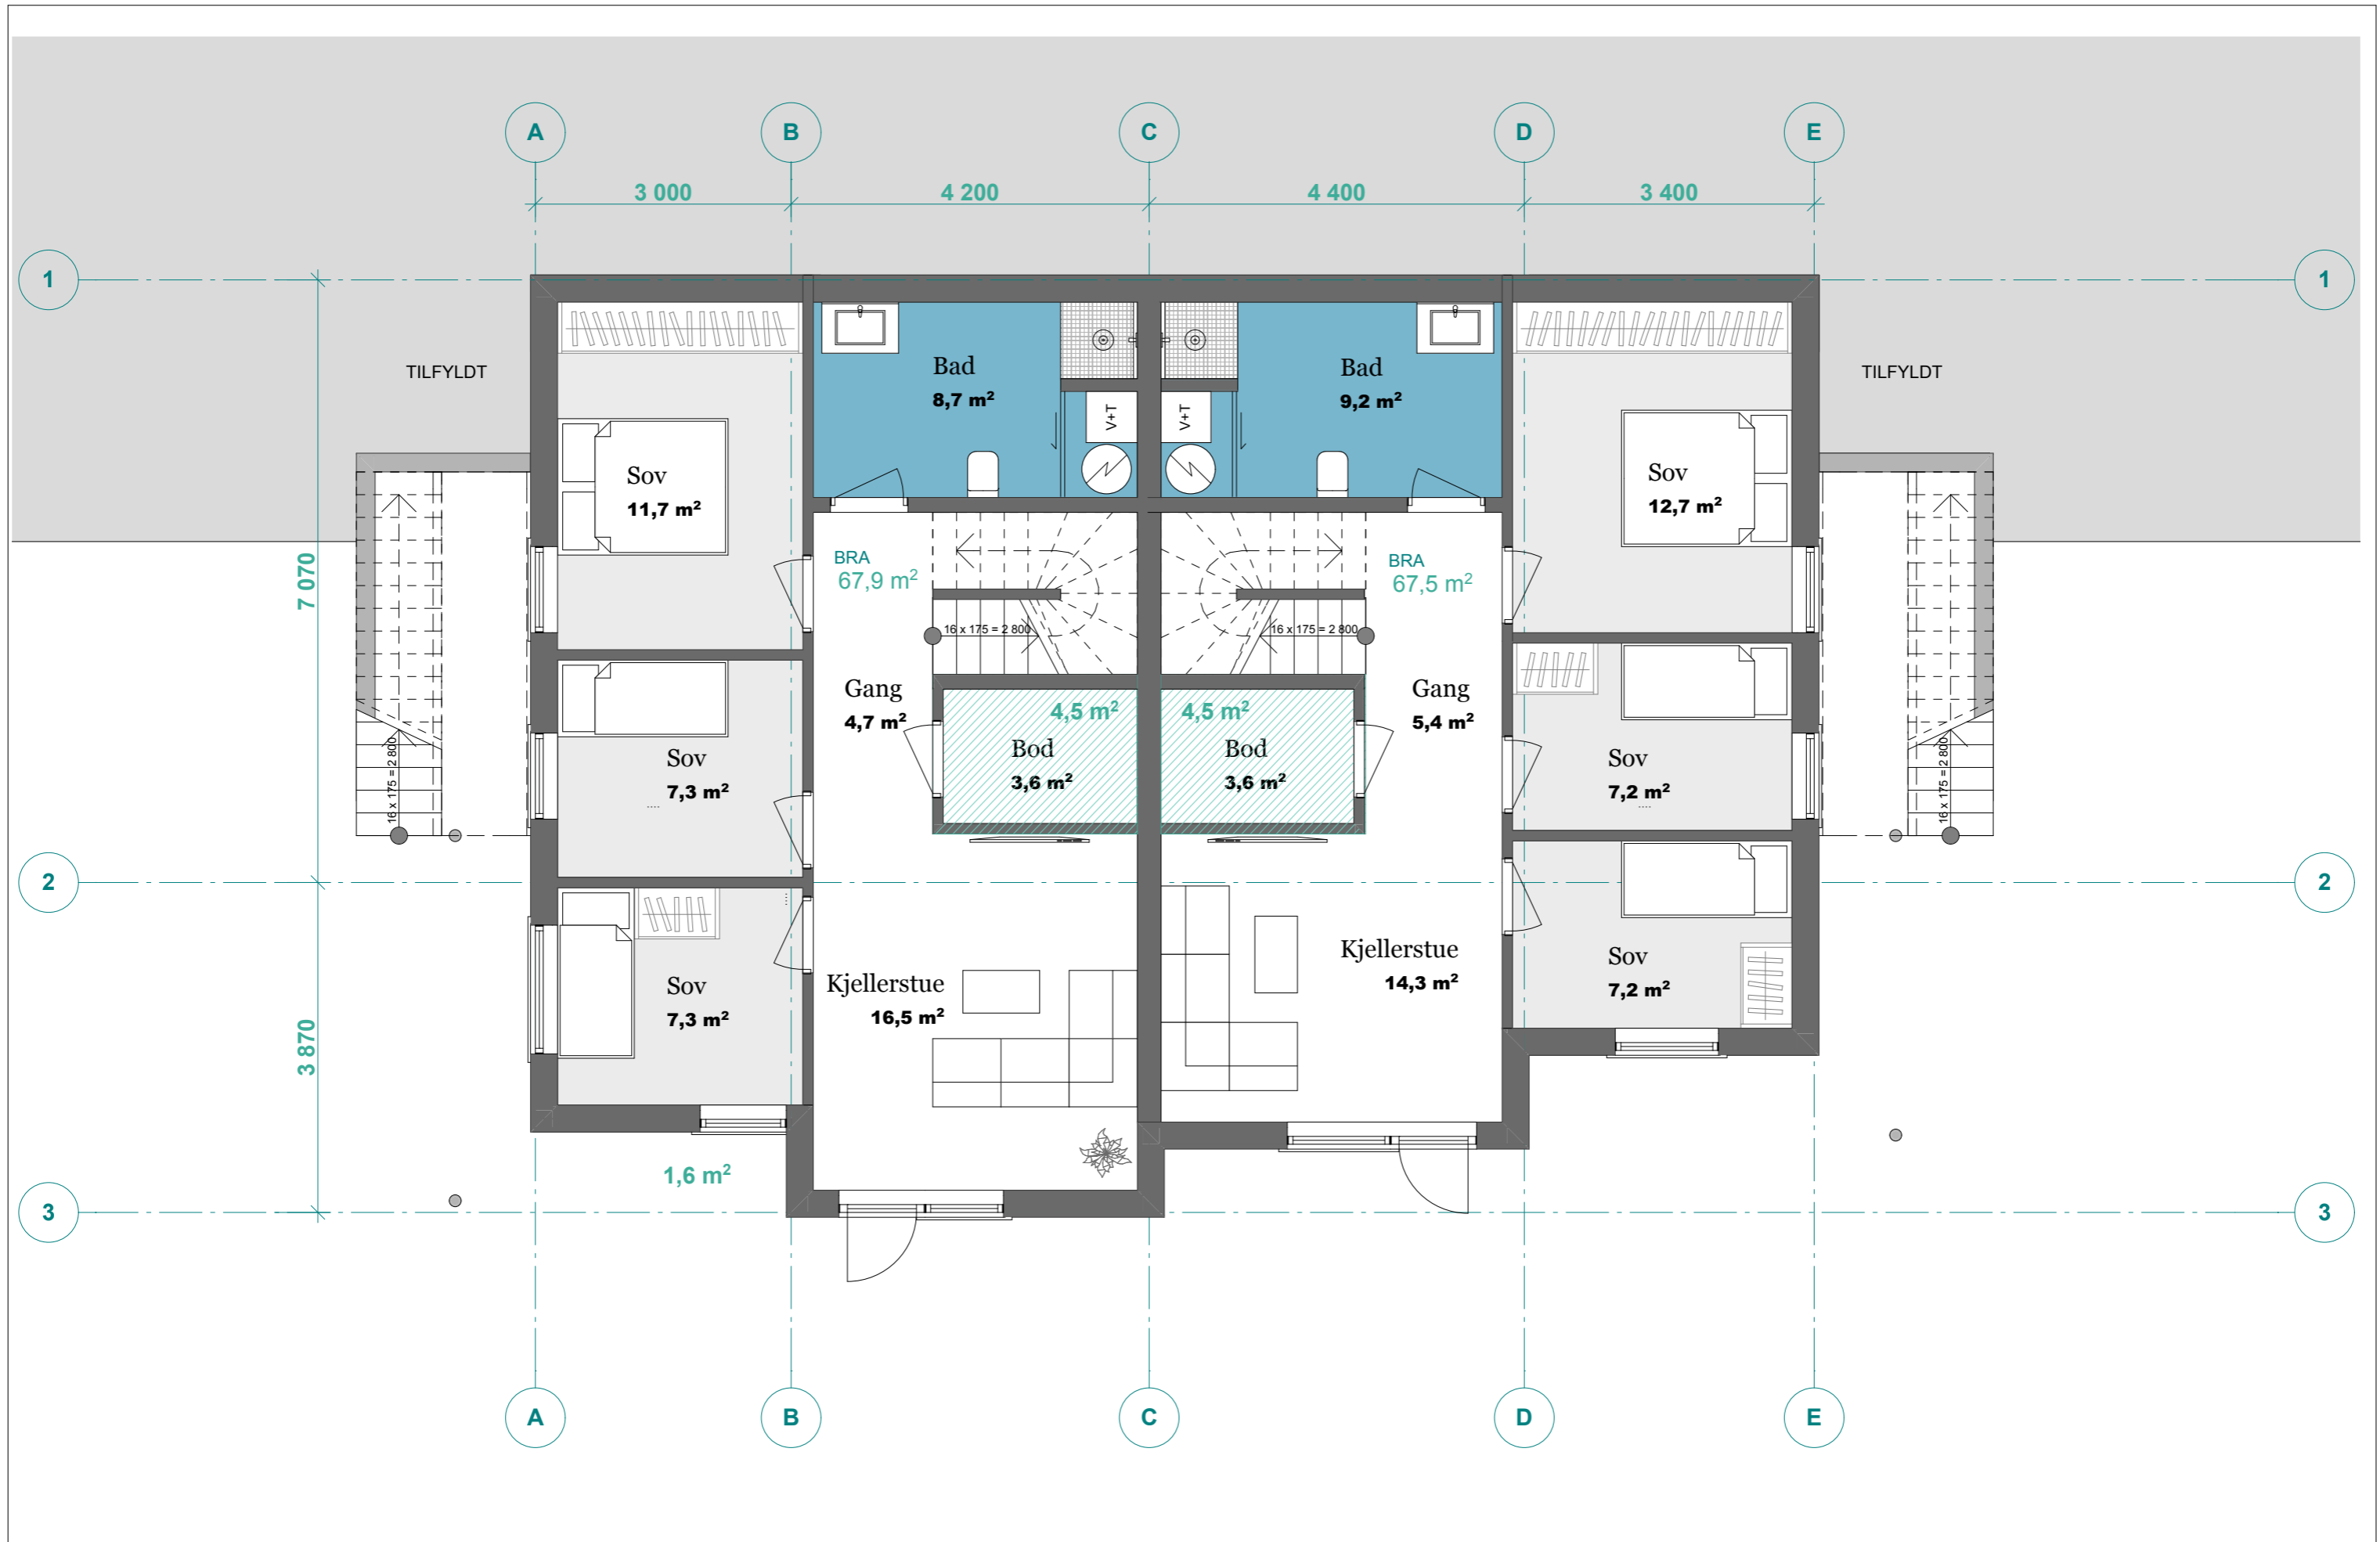 A B C D E
3 000 4 200 4 400 3 400
1 1
TILFYLDT TILFYLDT
Bad
8,7 m²
Bad
9,2 m²
V+T V+T
Sov
11,7 m²
Sov
12,7 m²
BRA
67,9 m²
BRA
67,5 m²
7 070
16 x 175 = 2 800
16 x 175 = 2 800
Gang
4,7 m²
4,5 m²
4,5 m²
Gang
5,4 m²
Bod
3,6 m²
Bod
3,6 m²
Sov
7,3 m²
Sov
7,2 m²
16 x 175 = 2 800
16 x 175 = 2 800
2 2
Kjellerstue
16,5 m²
Kjellerstue
14,3 m²
Sov
7,3 m²
Sov
7,2 m²
3 870
1,6 m²
3 3
A B C D E